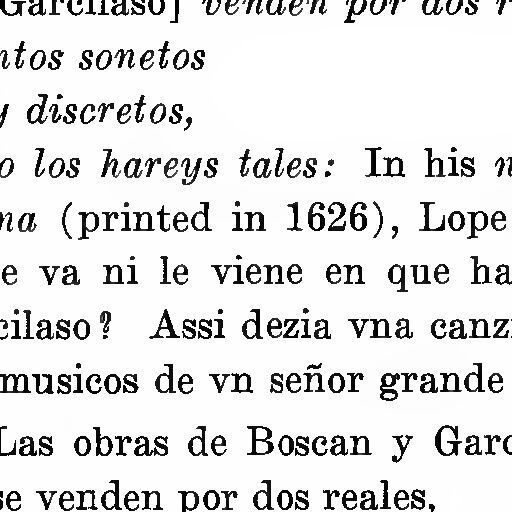 Garcilaso] venden por dos r
ntos sonetos
y discretos,
o los hareys tales: In his n
na (printed in 1626), Lope
e va ni le viene en que ha
cilaso? Assi dezia vna canz
musicos de vn señor grande
Las obras de Boscan y Garc
se venden por dos reales,